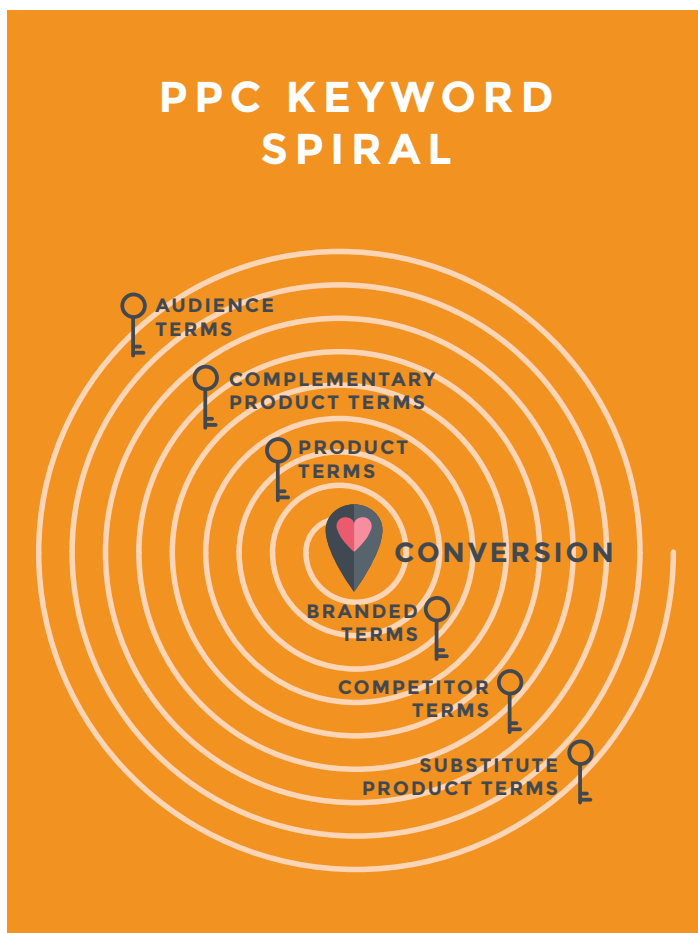 PPC KEYWORD
SPIRAL
AUDIENCE
TERMS
COMPLEMENTARY
PRODUCT TERMS
PRODUCT
TERMS
CONVERSION
BRANDED
TERMS
COMPETITOR
TERMS
SUBSTITUTE
PRODUCT TERMS